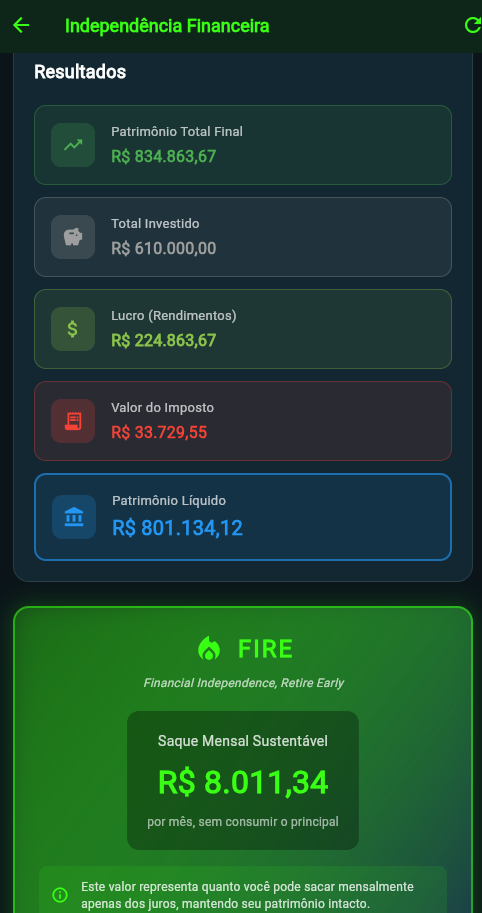 Independência Financeira
Resultados
Patrimônio Total Final
R$ 834.863,67
Total Investido
R$ 610.000,00
Lucro (Rendimentos)
R$ 224.863,67
Valor do Imposto
R$ 33.729,55
Patrimônio Líquido
R$ 801.134,12
FIRE
Financial Independence, Retire Early
Saque Mensal Sustentável
R$ 8.011,34
por mês, sem consumir o principal
Este valor representa quanto você pode sacar mensalmente
apenas dos juros, mantendo seu patrimônio intacto.